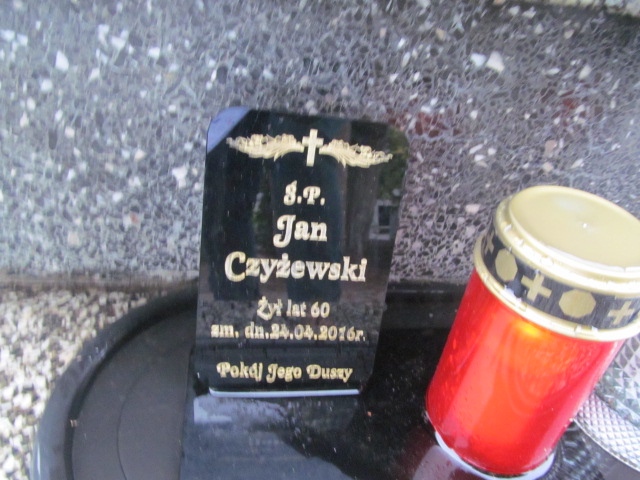 Ś.P.
Jan
Czyżewski
Żył lat 60
zm. dn.24.04.2016r.
Pokój Jego Duszy